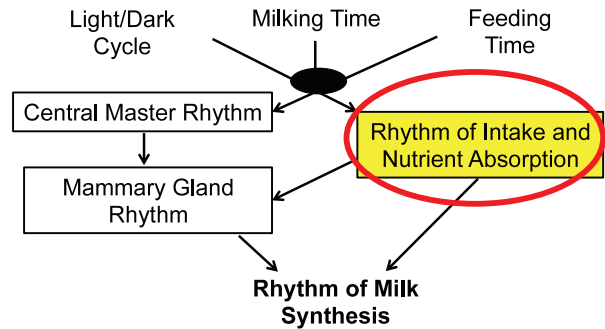 Light/Dark
Cycle
Milking Time
Feeding
Time
Central Master Rhythm
Rhythm of Intake and
Nutrient Absorption
Mammary Gland
Rhythm
Rhythm of Milk
Synthesis